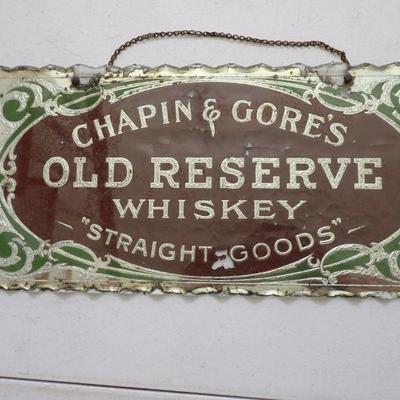 CHAPIN & GORE'S
OLD RESERVE
WHISKEY
"STRAIGHT GOODS"